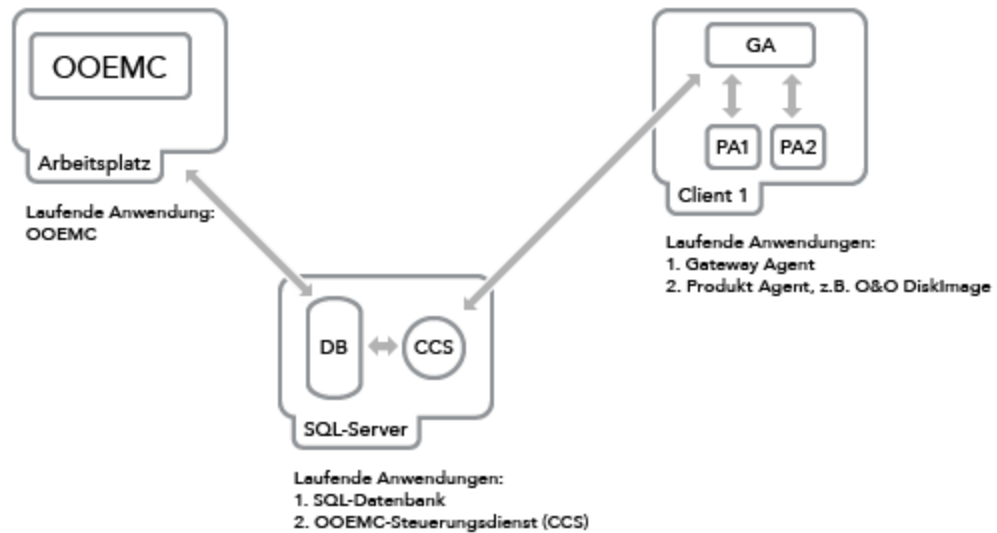 OOEMC
Arbeitsplatz
Laufende Anwendung:
OOEMC
GA
PA1
PA2
Client 1
Laufende Anwendungen:
1. Gateway Agent
2. Produkt Agent, z.B. O&O DiskImage
DB
CCS
SQL-Server
Laufende Anwendungen:
1. SQL-Datenbank
2. OOEMC-Steuerungsdienst (CCS)